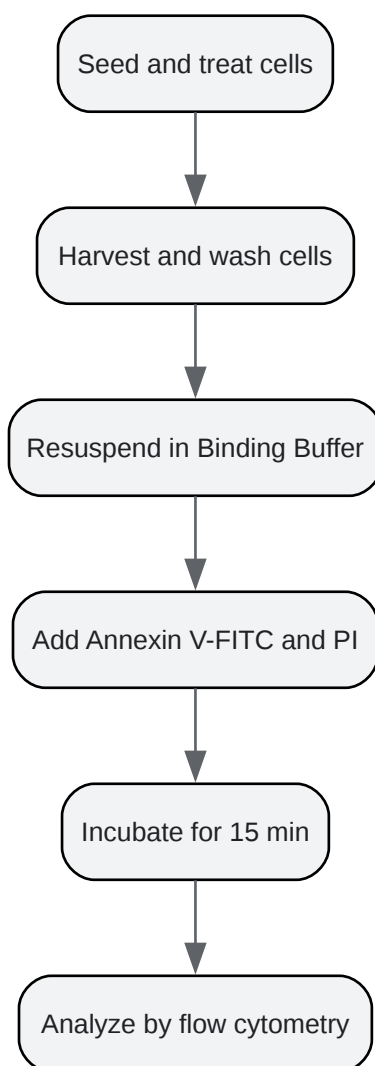 Seed and treat cells
Harvest and wash cells
Resuspend in Binding Buffer
Add Annexin V-FITC and PI
Incubate for 15 min
Analyze by flow cytometry